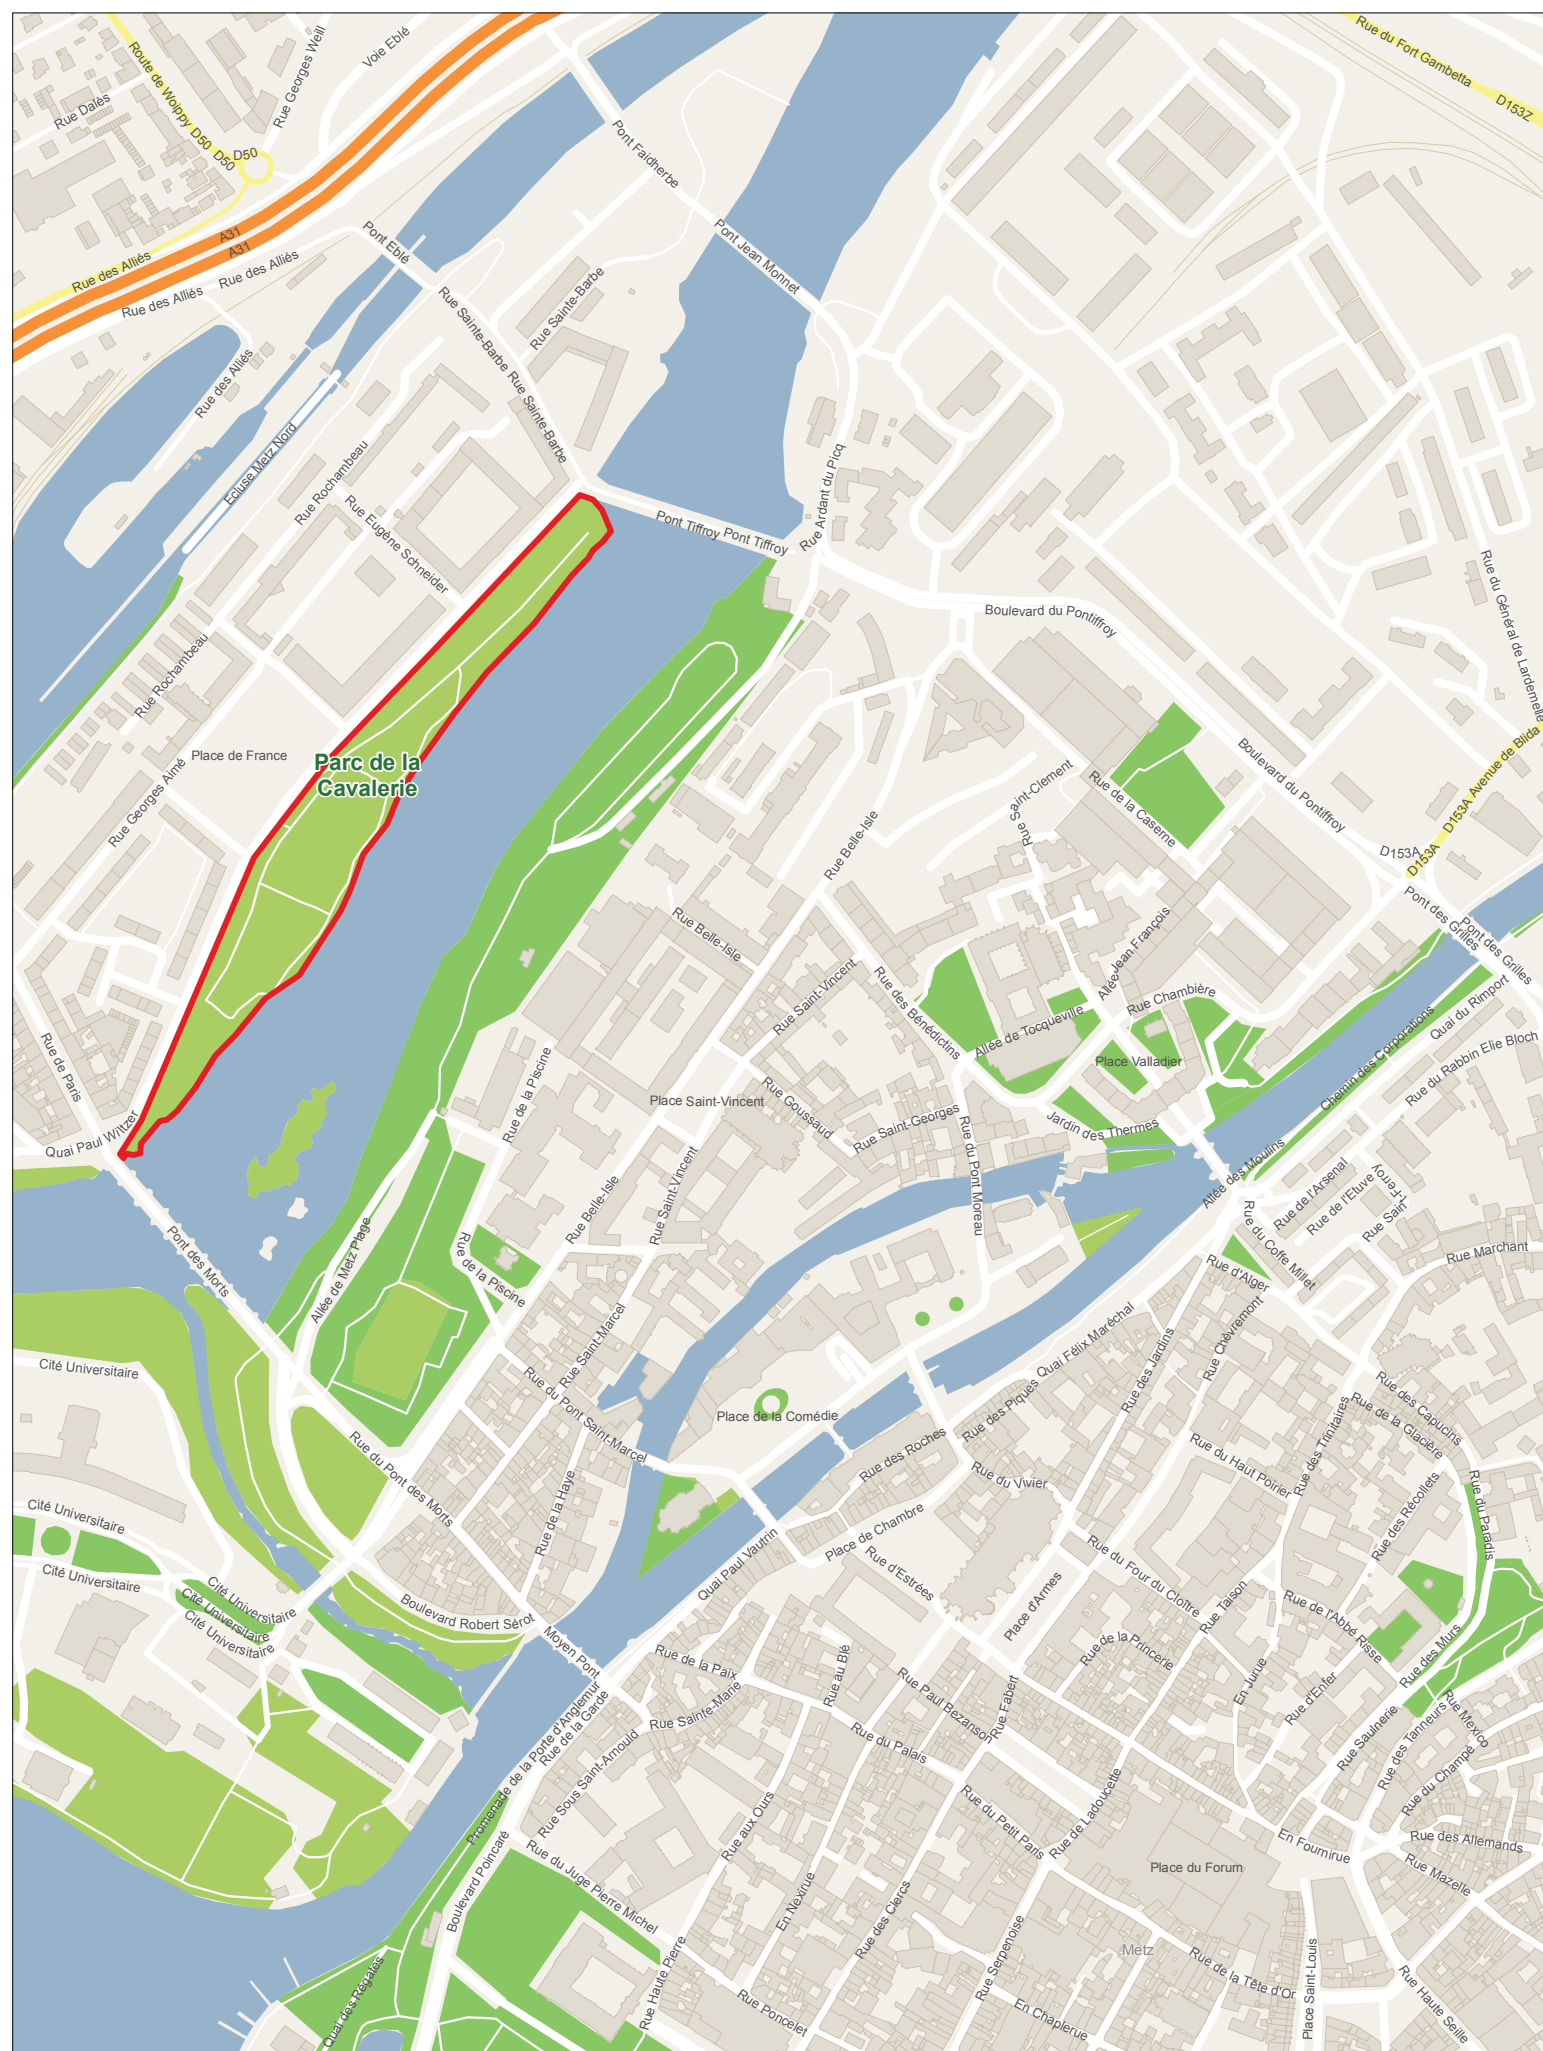 Rue du Fort Gambetta
D153Z
Voie Eblé
Rue Georges Weill
Route de Woippy
D50
D50
D50
Rue Dalès
A31
A31
Rue des Alliés
Rue des Alliés
Rue des Alliés
Rue des Alliés
Pont Eblé
Pont Faidherbe
Pont Jean Monnet
Rue Sainte-Barbe
Rue Sainte-Barbe
Rue Sainte-Barbe
Ecluse Metz Nord
Rue Rochambeau
Rue Eugène Schneider
Rue Rochambeau
Pont Tiffroy
Pont Tiffroy
Rue Ardant du Picq
Boulevard du Pontiffroy
Rue du Général de Lardemelle
Place de France
Rue Georges Aimé
Parc de la
Cavalerie
Boulevard du Pontiffroy
D153A Avenue de Blida
D153A
D153A
Rue Saint-Clement
Rue de la Caserne
Rue Belle-Isle
Rue Belle-Isle
Rue Saint-Vincent
Rue des Bénédictins
Allée Jean François
Rue Chambière
Allée de Tocqueville
Place Valladier
Pont des Grilles
Pont des Grilles
Quai du Rimport
Chemin des Corporations
Rue du Rabbin Elie Bloch
Rue de Paris
Quai Paul Wiltzer
Rue de la Piscine
Place Saint-Vincent
Rue Goussaud
Rue Saint-Georges
Rue du Pont Moreau
Jardin des Thermes
Allée des Moulins
Rue de l'Arsenal
Rue de l'Etuve
Rue Saint-Ferroy
Rue Marchant
Rue du Coffe Millet
Rue d'Alger
Pont des Morts
Allée de Metz Plage
Rue Belle-Isle
Rue Saint-Vincent
Rue de la Piscine
Rue Saint-Marcel
Quai Félix Maréchal
Rue des Jardins
Rue Chèvremont
Cité Universitaire
Rue du Pont Saint-Marcel
Place de la Comédie
Rue des Piques
Rue des Roches
Rue des Capucins
Rue de la Glacière
Rue des Trinitaires
Rue du Haut Poirier
Rue du Vivier
Rue du Pont des Morts
Rue de la Haye
Cité Universitaire
Cité Universitaire
Cité Universitaire
Cité Universitaire
Cité Universitaire
Boulevard Robert Sérot
Moyen Pont
Quai Paul Vautrin
Place de Chambre
Rue d'Estrées
Place d'Armes
Rue du Four du Cloître
Rue Taison
Rue des Récollets
Rue du Paradis
Rue de l'Abbé Risse
Rue des Murs
Rue de la Princerie
Rue de la Paix
Rue au Blé
Rue Sainte-Marie
Rue Paul Bezanson
Rue Fabert
En Jurue
Rue d'Enfer
Rue Saulnerie
Rue Mexico
Rue des Tanneurs
Rue du Champé
Promenade de la Porte d'Anglemur
Rue de la Garde
Rue Sous Saint-Arnould
Rue du Palais
Rue du Petit Paris
Rue de Ladoucette
Rue aux Ours
En Fournirue
Rue des Allemands
Rue Mazelle
Place du Forum
Boulevard Poincaré
Rue du Juge Pierre Michel
En Nexirue
Rue des Clercs
Rue Serpenoise
Metz
Rue de la Tête d'Or
Place Saint-Louis
Rue Haute Seille
Quai des Régates
Rue Haute Pierre
Rue Poncelet
En Chaplerue